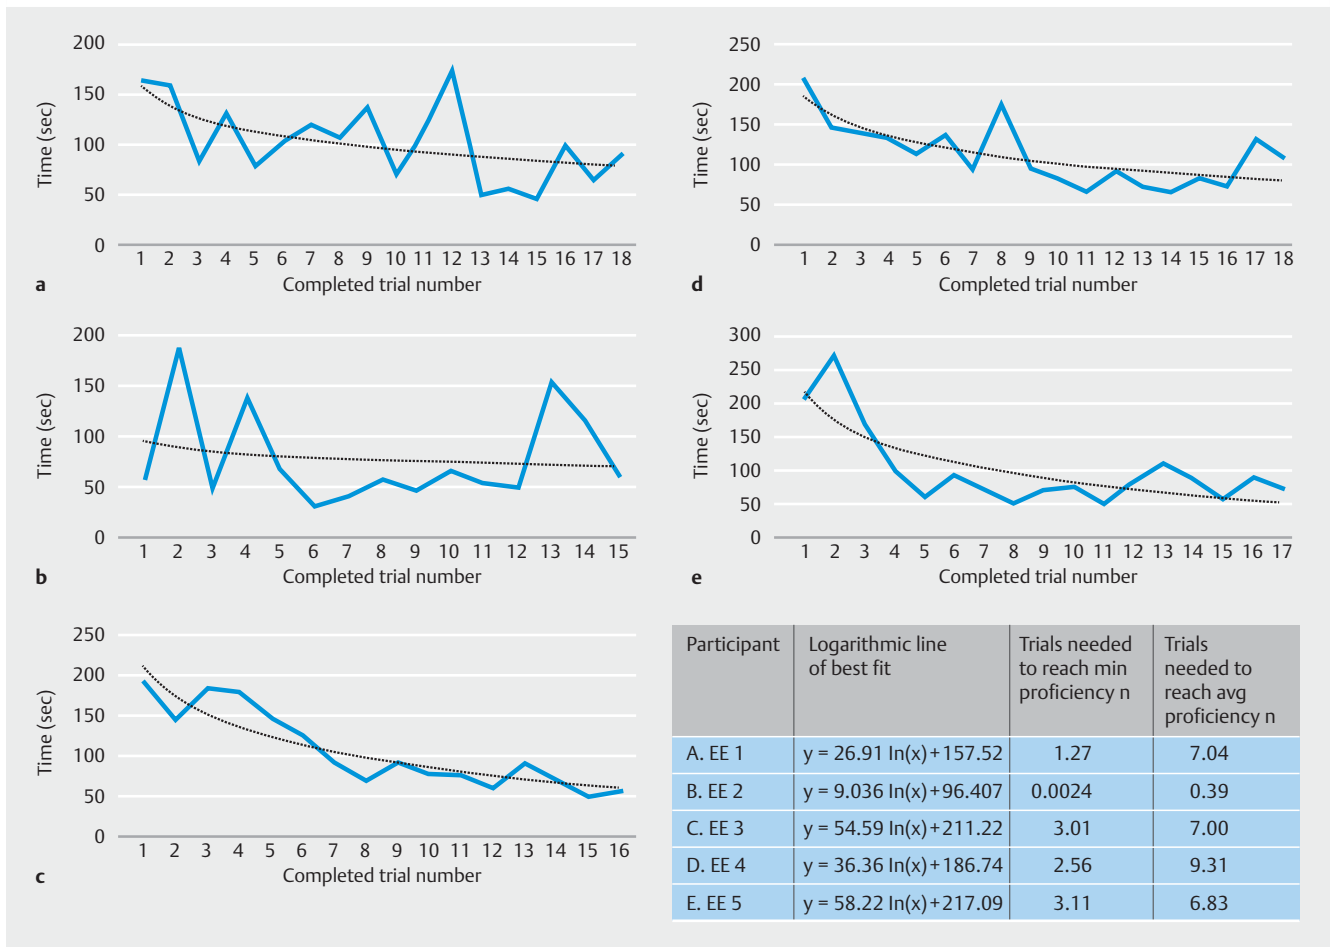 200
150
100
50
0
Time (sec)
1 2 3 4 5 6 7 8 9 10 11 12 13 14 15 16 17 18
Completed trial number
a
200
150
100
50
0
Time (sec)
1 2 3 4 5 6 7 8 9 10 11 12 13 14 15
Completed trial number
b
250
200
150
100
50
0
Time (sec)
1 2 3 4 5 6 7 8 9 10 11 12 13 14 15 16
Completed trial number
c
250
200
150
100
50
0
Time (sec)
1 2 3 4 5 6 7 8 9 10 11 12 13 14 15 16 17 18
Completed trial number
d
300
250
200
150
100
50
0
Time (sec)
1 2 3 4 5 6 7 8 9 10 11 12 13 14 15 16 17
Completed trial number
e
Participant
Logarithmic line
of best fit
Trials needed
to reach min
proficiency n
Trials
needed to
reach avg
proficiency n
A. EE 1 y = 26.91 In(x)+157.52 1.27 7.04
B. EE 2 y = 9.036 In(x)+96.407 0.0024 0.39
C. EE 3 y = 54.59 In(x)+211.22 3.01 7.00
D. EE 4 y = 36.36 In(x)+186.74 2.56 9.31
E. EE 5 y = 58.22 In(x)+217.09 3.11 6.83